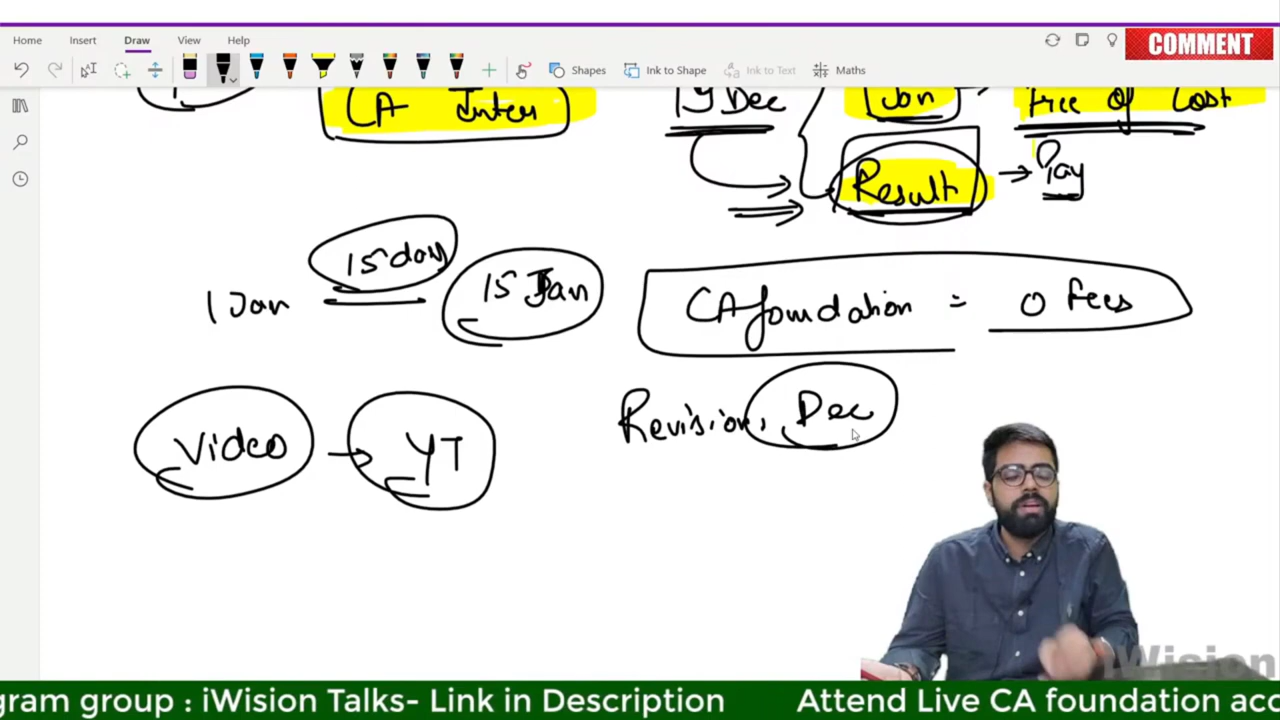 Home Insert Draw View Help
COMMENT
Shapes Ink to Shape Ink to Text Maths
CA Inter
19 Dec
1 Jan
Free of Cost
Result → Pay
15 day
1 Jan
15 Jan
CA foundation = 0 fees
Revision, Dec
Video → YT
iWision
gram group : iWision Talks- Link in Description Attend Live CA foundation acc